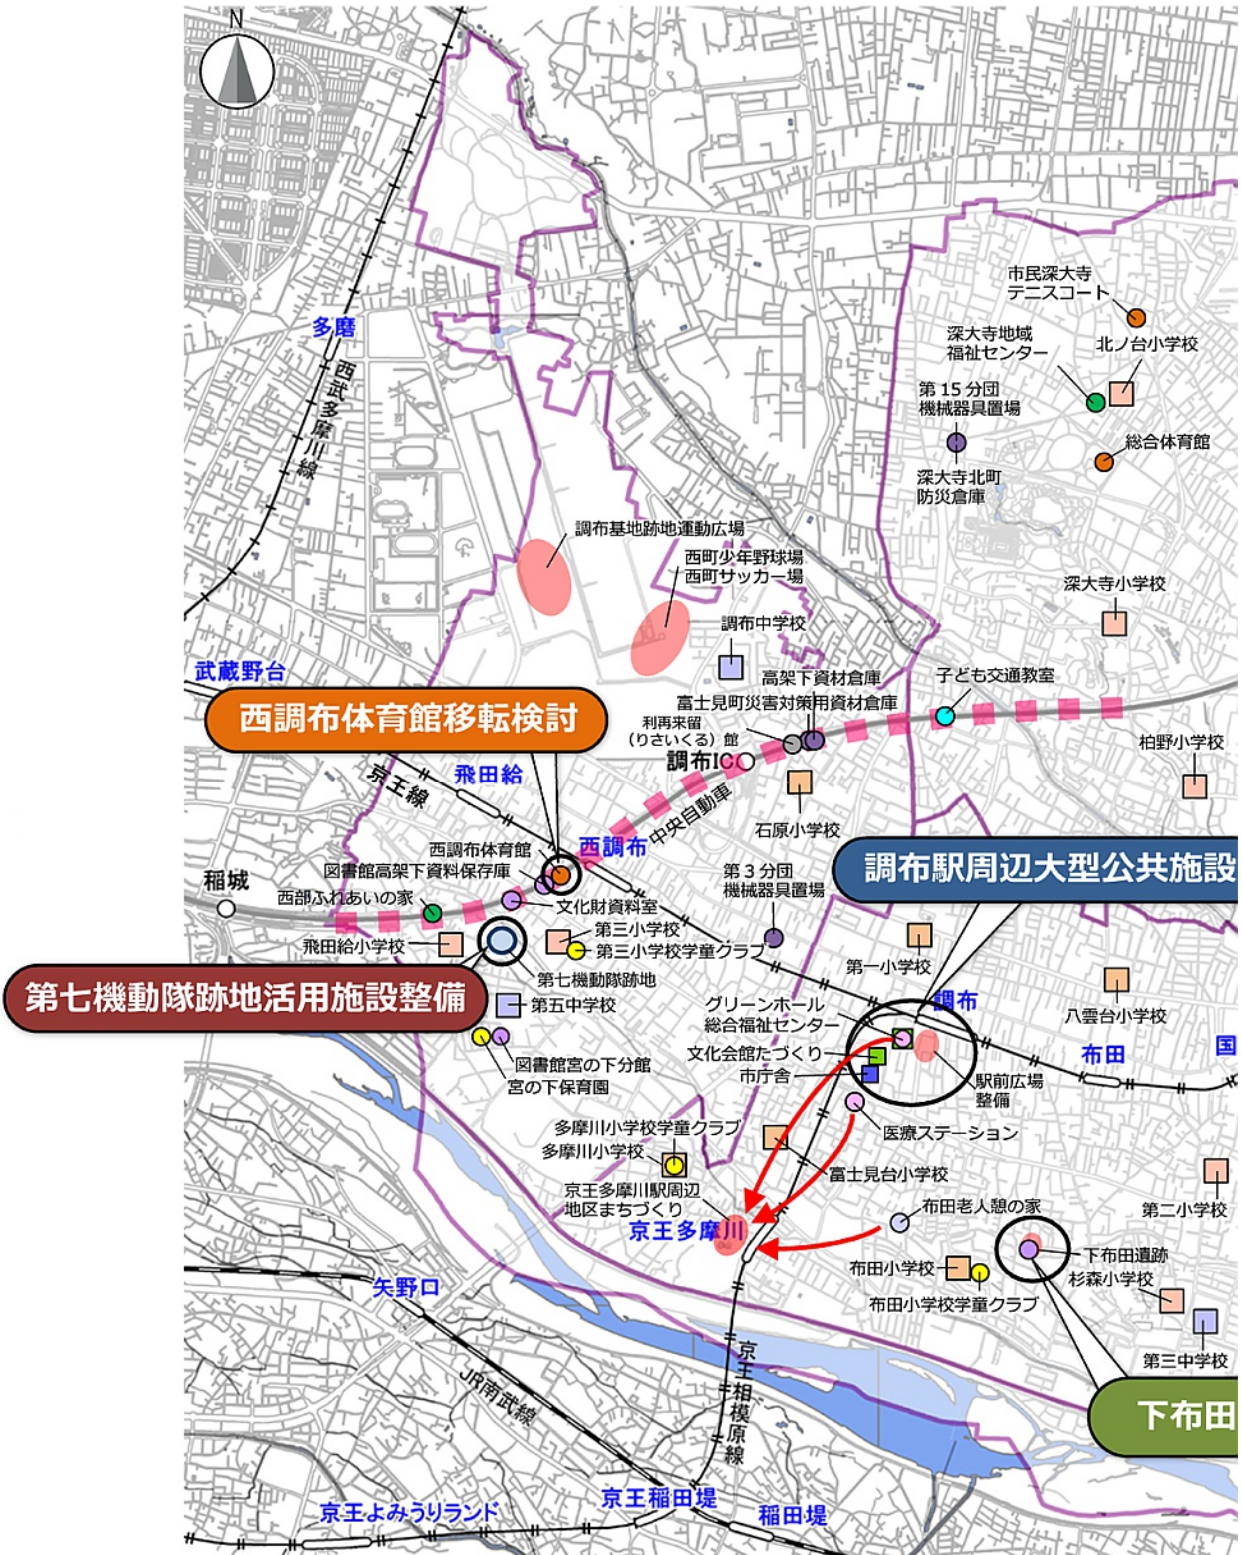 N
市民深大寺
テニスコート
多磨
深大寺地域
福祉センター
北ノ台小学校
西武多摩川線
第15分団
機械器具置場
総合体育館
深大寺北町
防災倉庫
調布基地跡地運動広場
西町少年野球場
西町サッカー場
深大寺小学校
調布中学校
武蔵野台
高架下資材倉庫
子ども交通教室
富士見町災害対策用資材倉庫
西調布体育館移転検討
利再来留
（りさいくる）館
調布IC
柏野小学校
飛田給
京王線
中央自動車
石原小学校
西調布
西調布体育館
図書館高架下資料保存庫
第３分団
機械器具置場
調布駅周辺大型公共施設
稲城
西部ふれあいの家
文化財資料室
飛田給小学校
第三小学校
第三小学校学童クラブ
第一小学校
第七機動隊跡地
第七機動隊跡地活用施設整備
第五中学校
グリーンホール
総合福祉センター
調布
八雲台小学校
文化会館たづくり
布田
国
市庁舎
図書館宮の下分館
宮の下保育園
駅前広場
整備
医療ステーション
多摩川小学校学童クラブ
多摩川小学校
富士見台小学校
京王多摩川駅周辺
地区まちづくり
布田老人憩の家
第二小学校
京王多摩川
下布田遺跡
布田小学校
杉森小学校
矢野口
布田小学校学童クラブ
京王相模原線
第三中学校
JR南武線
下布田
京王稲田堤
京王よみうりランド
稲田堤